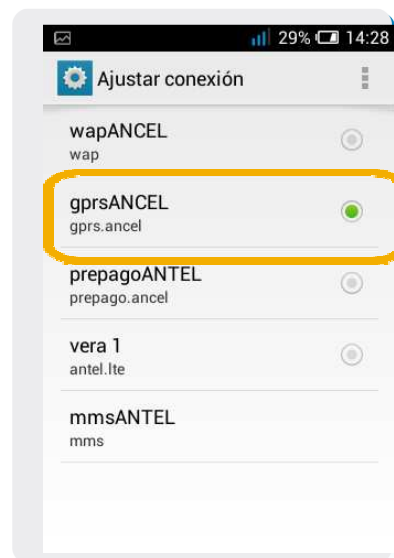 29% 14:28
Ajustar conexión
wapANCEL
wap
gprsANCEL
gprs.ancel
prepagoANTEL
prepago.ancel
vera 1
antel.lte
mmsANTEL
mms